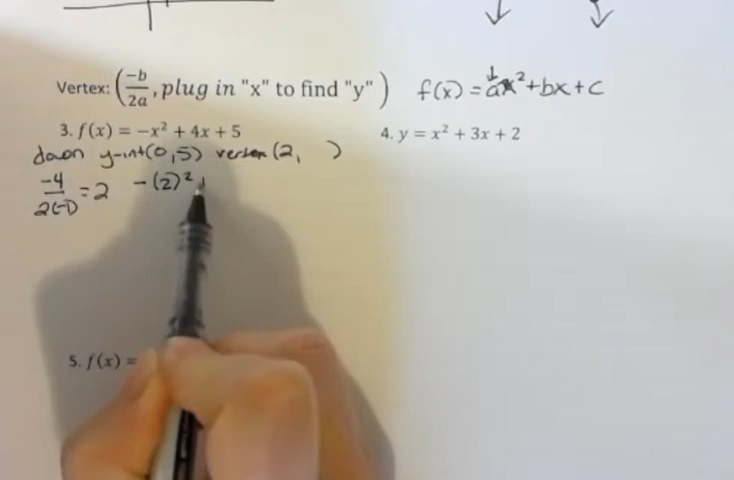 Vertex: (-b/2a, plug in "x" to find "y") f(x) = ax²+bx+c
3. f(x) = −x² + 4x + 5 4. y = x² + 3x + 2
down y-int(0,5) vertex (2, )
-4/2(-1) = 2 -(2)²
5. f(x) =